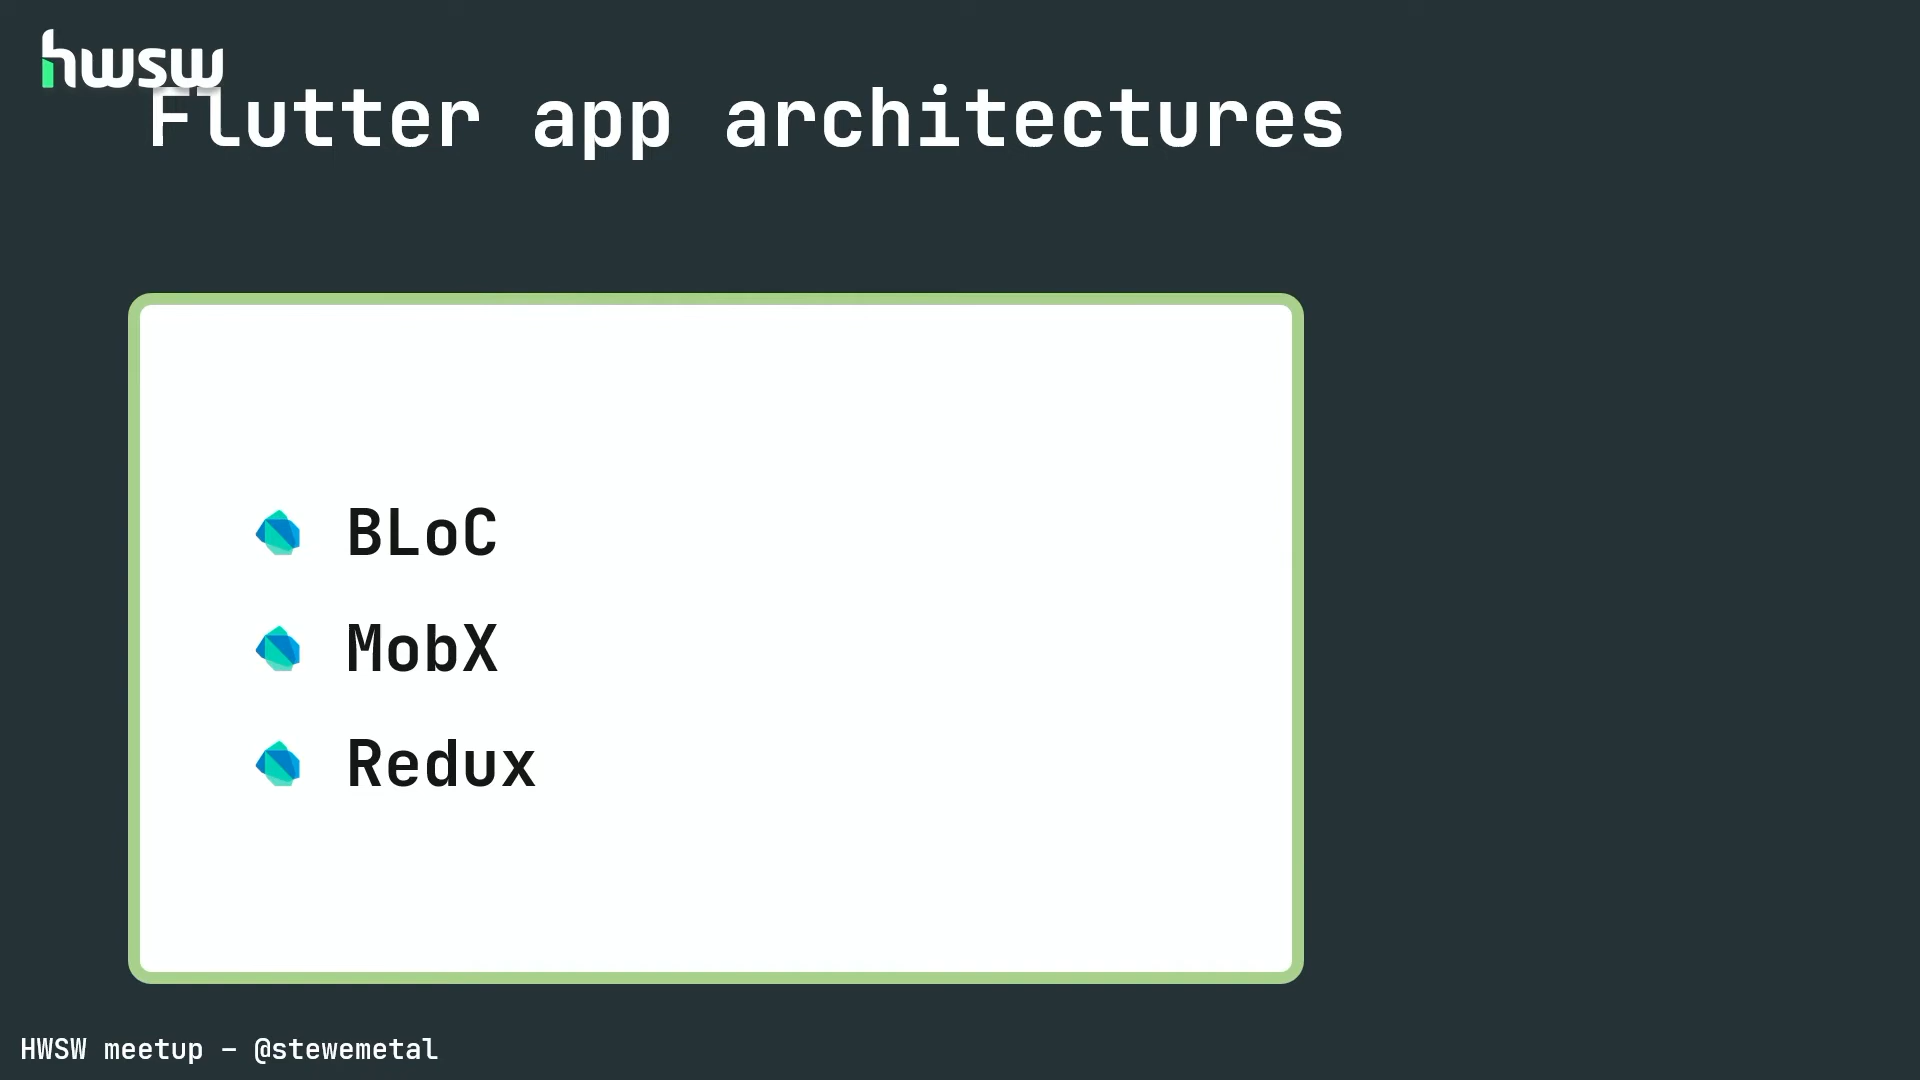 hwsw
Flutter app architectures
BLoC
MobX
Redux
HWSW meetup - @stewemetal